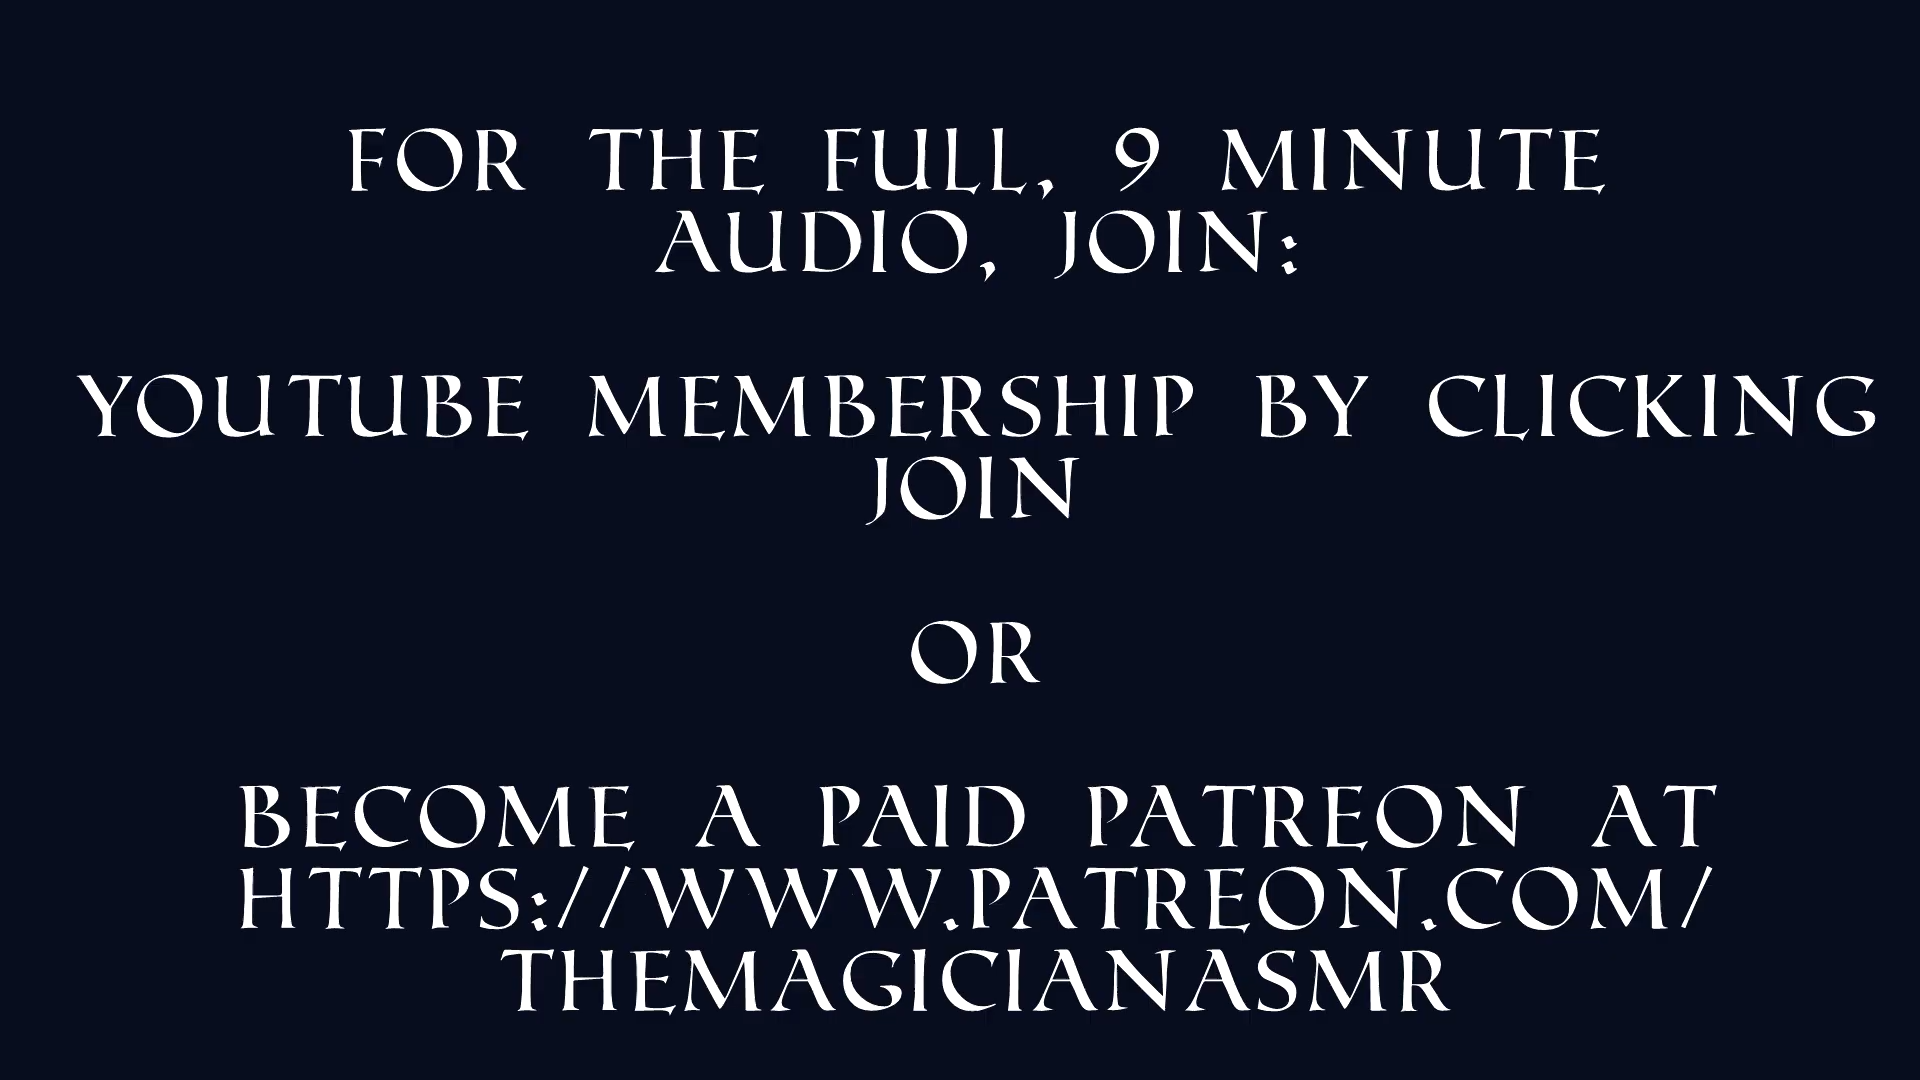 FOR THE FULL, 9 MINUTE
AUDIO, JOIN:
YOUTUBE MEMBERSHIP BY CLICKING
JOIN
OR
BECOME A PAID PATREON AT
HTTPS://WWW.PATREON.COM/
THEMAGICIANASMR